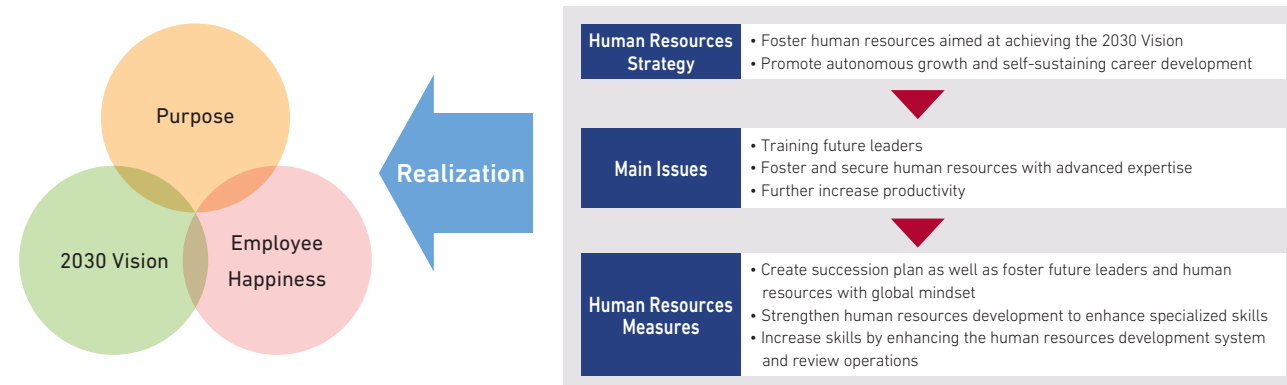 Purpose
2030 Vision
Employee
Happiness
Realization
Human Resources
Strategy
• Foster human resources aimed at achieving the 2030 Vision
• Promote autonomous growth and self-sustaining career development
Main Issues
• Training future leaders
• Foster and secure human resources with advanced expertise
• Further increase productivity
Human Resources
Measures
• Create succession plan as well as foster future leaders and human
resources with global mindset
• Strengthen human resources development to enhance specialized skills
• Increase skills by enhancing the human resources development system
and review operations